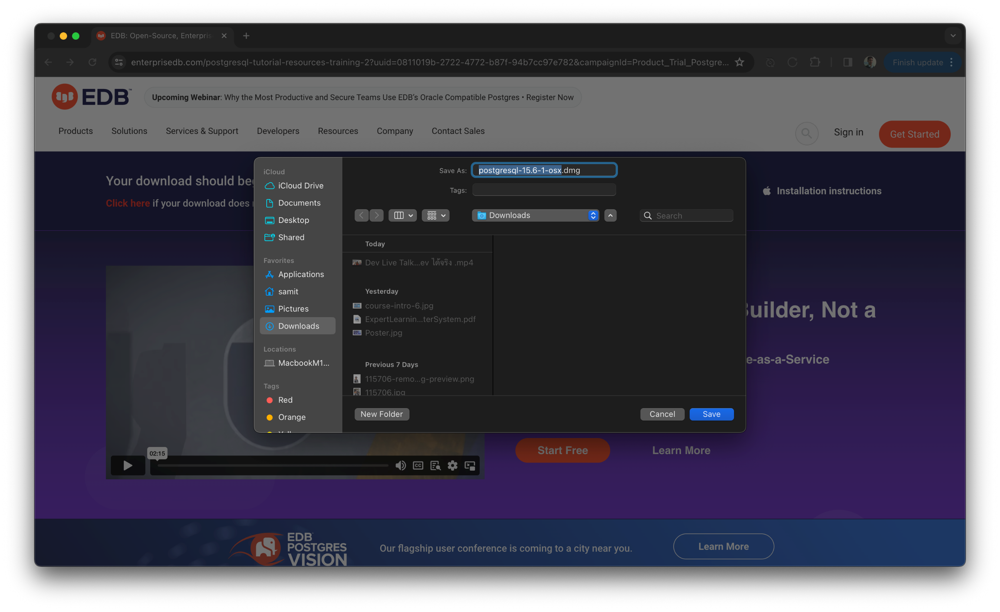 EDB: Open-Source, Enterpris
enterprisedb.com/postgresql-tutorial-resources-training-2?uuid=0811019b-2722-4772-b87f-94b7cc97e782&campaignId=Product_Trial_Postgre...
Finish update
EDB™
Upcoming Webinar: Why the Most Productive and Secure Teams Use EDB's Oracle Compatible Postgres • Register Now
Products Solutions Services & Support Developers Resources Company Contact Sales
Sign in
Get Started
Your download should
Click here if your download does
Installation instructions
Save As: postgresql-15.6-1-osx.dmg
Tags:
Downloads
Search
iCloud
iCloud Drive
Documents
Desktop
Shared
Favorites
Applications
samit
Pictures
Downloads
Locations
MacbookM1...
Tags
Red
Orange
Today
Dev Live Talk...ev ได้จริง .mp4
Yesterday
course-intro-6.jpg
ExpertLearnin...terSystem.pdf
Poster.jpg
Previous 7 Days
115706-remo...g-preview.png
115706.jpg
New Folder
Cancel
Save
uilder, Not a
e-as-a-Service
02:15
CC
Start Free
Learn More
EDB
POSTGRES
VISION
Our flagship user conference is coming to a city near you.
Learn More